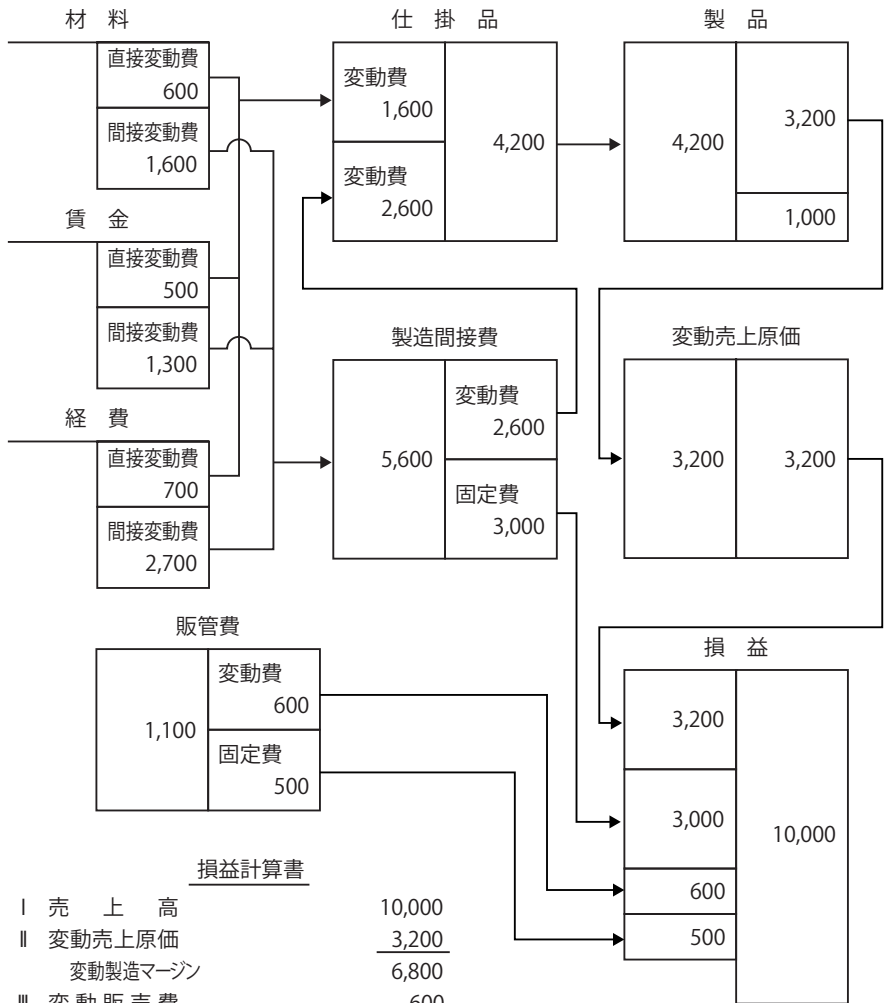 材 料
直接変動費
600
間接変動費
1,600
賃 金
直接変動費
500
間接変動費
1,300
経 費
直接変動費
700
間接変動費
2,700
仕 掛 品
変動費
1,600
変動費
2,600
4,200
製 品
4,200
3,200
1,000
製造間接費
5,600
変動費
2,600
固定費
3,000
変動売上原価
3,200
3,200
販管費
1,100
変動費
600
固定費
500
損 益
3,200
3,000
600
500
10,000
損益計算書
Ⅰ 売 上 高 10,000
Ⅱ 変動売上原価 3,200
変動製造マージン 6,800
Ⅲ 変動販売費 600